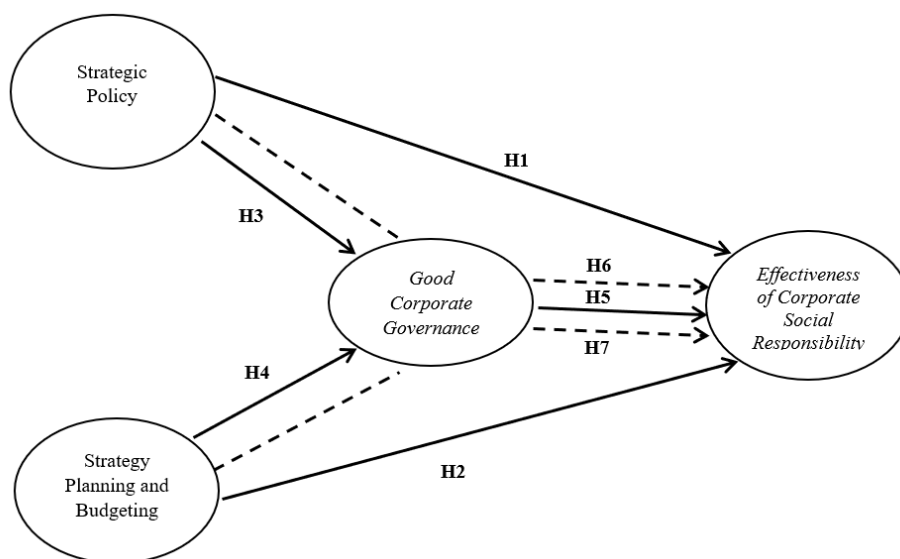 Strategic
Policy
H1
H3
Good
Corporate
Governance
H6
H5
H7
Effectiveness
of Corporate
Social
Responsibility
H4
Strategy
Planning and
Budgeting
H2